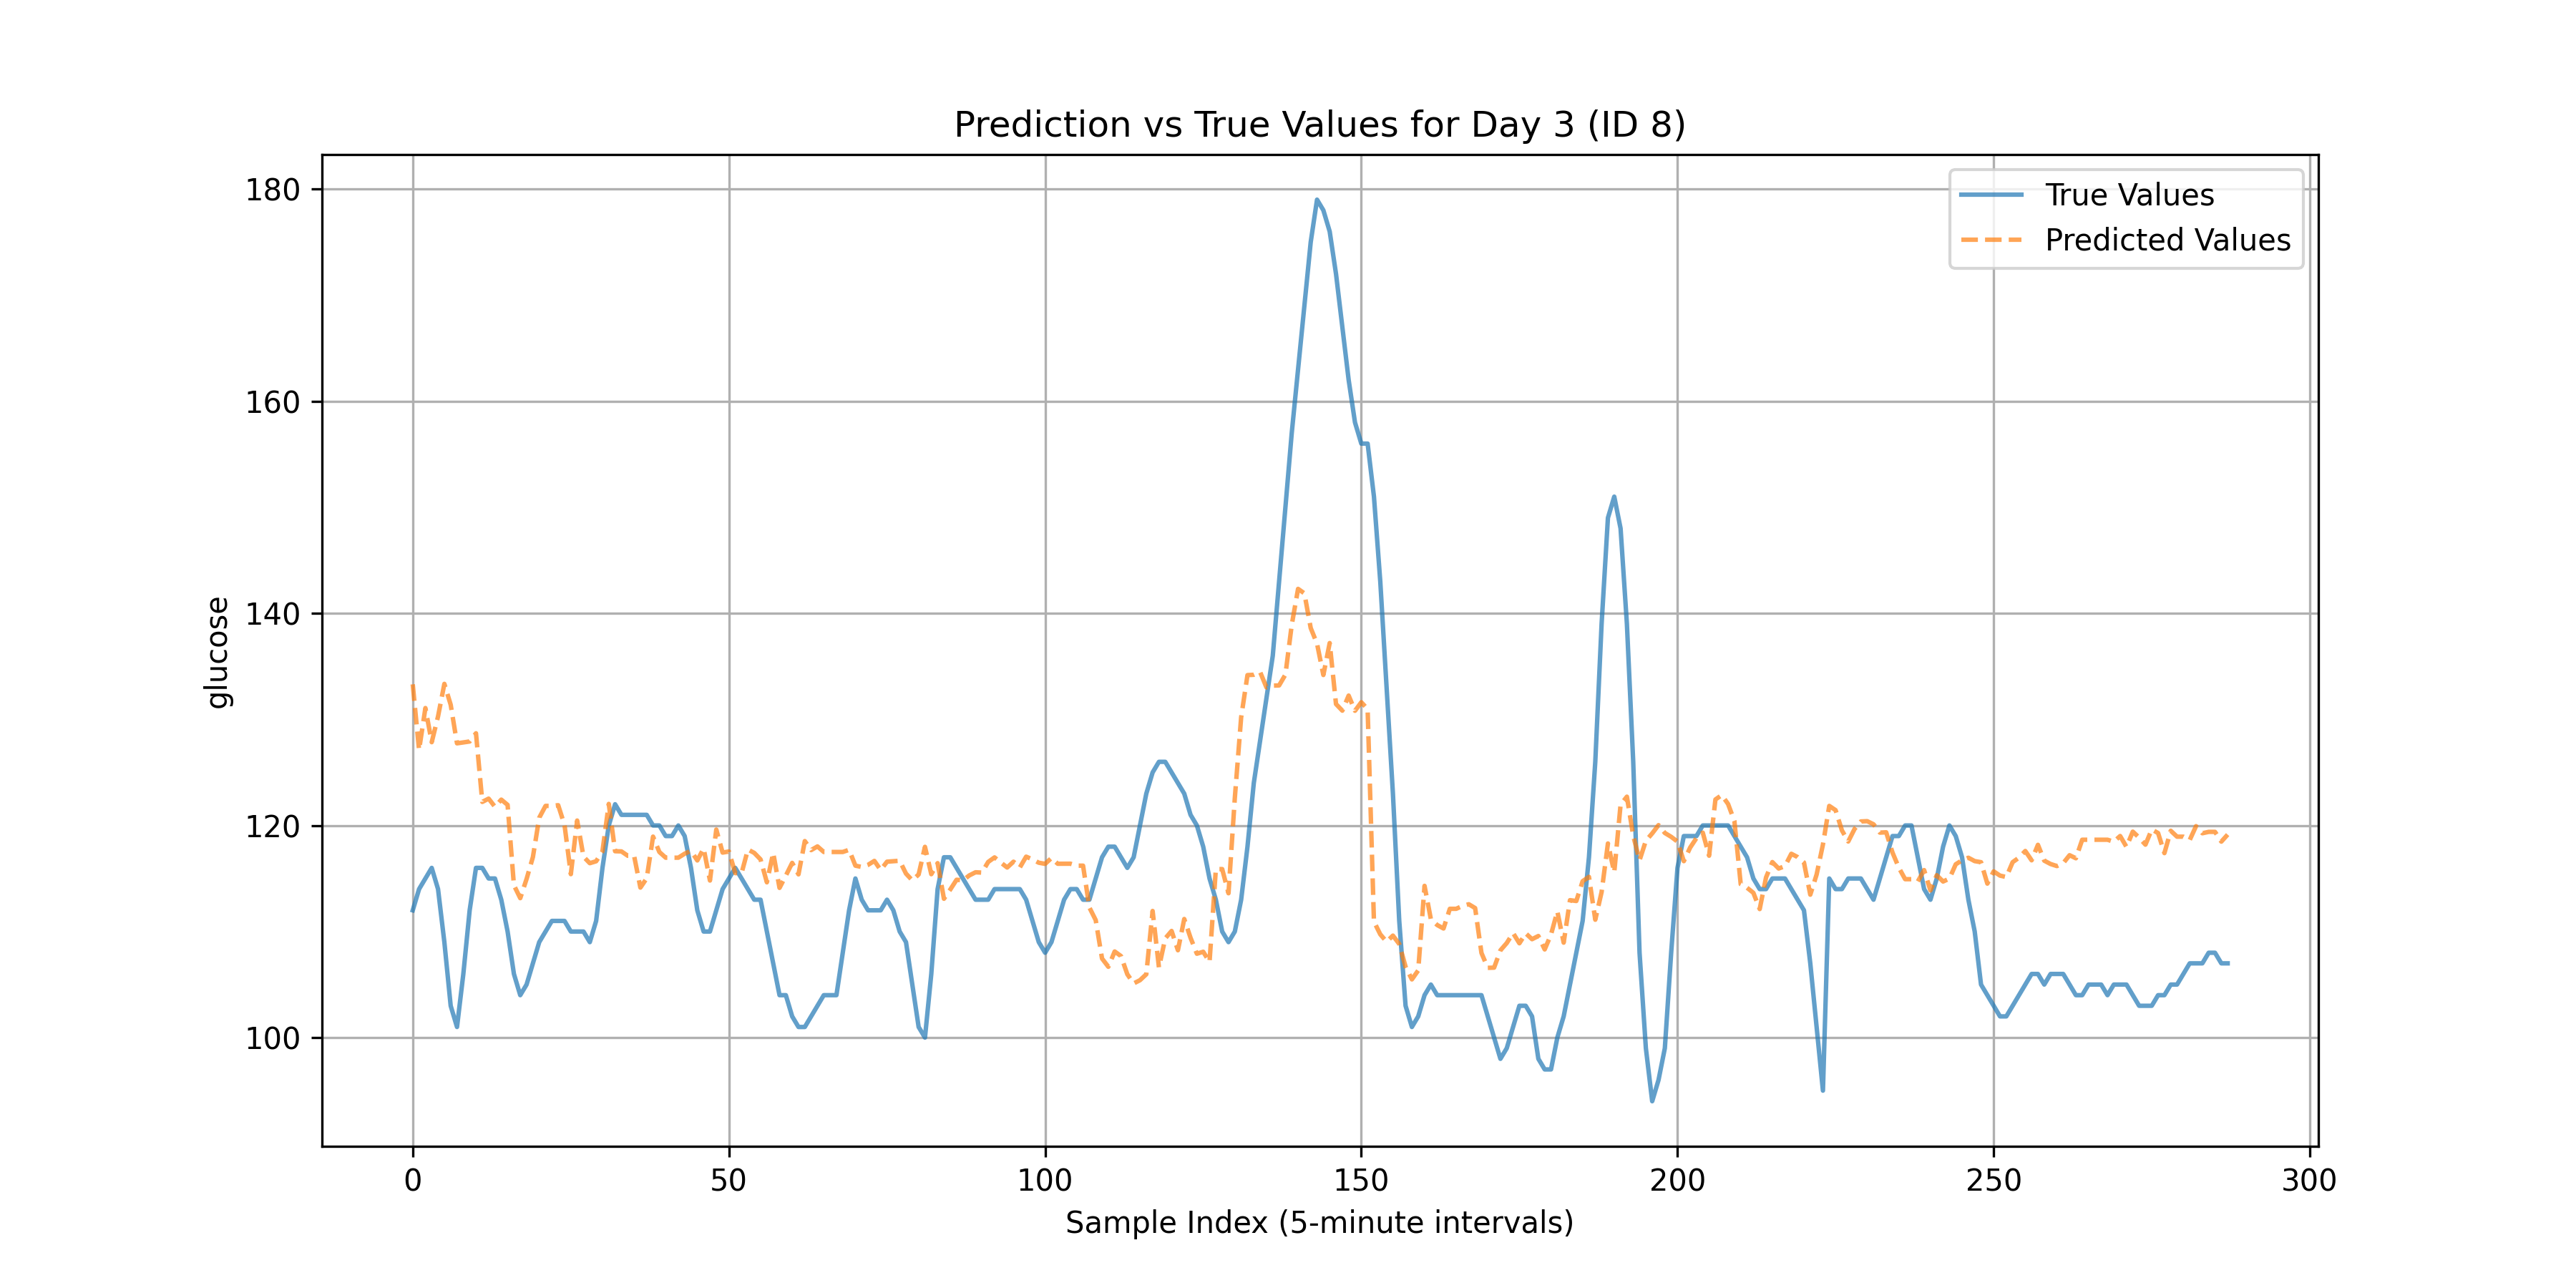 Prediction vs True Values for Day 3 (ID 8)
True Values
Predicted Values
glucose
180
160
140
120
100
0 50 100 150 200 250 300
Sample Index (5-minute intervals)